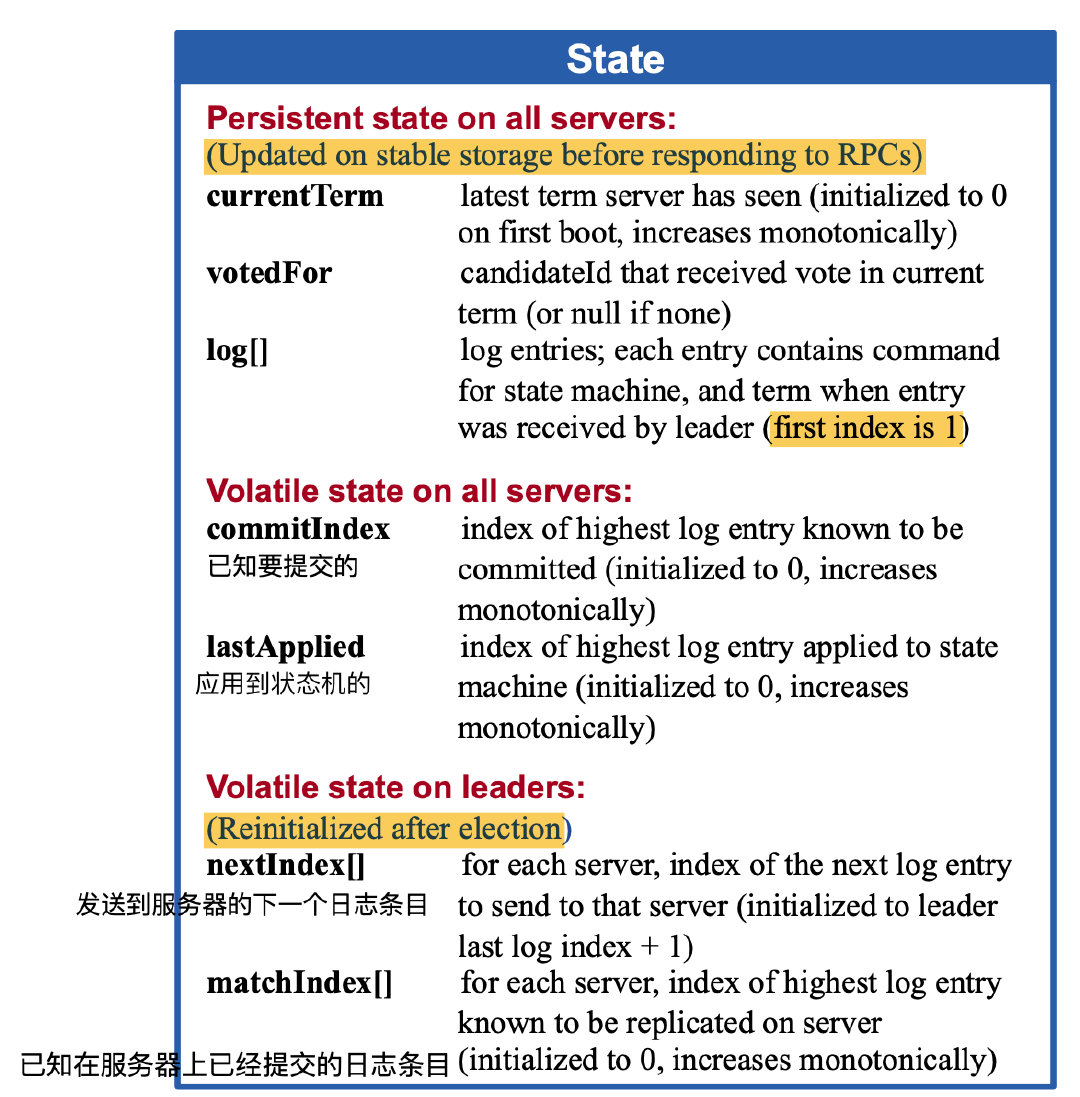 State
Persistent state on all servers:
(Updated on stable storage before responding to RPCs)
currentTerm latest term server has seen (initialized to 0
on first boot, increases monotonically)
votedFor candidateId that received vote in current
term (or null if none)
log[] log entries; each entry contains command
for state machine, and term when entry
was received by leader (first index is 1)
Volatile state on all servers:
commitIndex index of highest log entry known to be
已知要提交的 committed (initialized to 0, increases
monotonically)
lastApplied index of highest log entry applied to state
应用到状态机的 machine (initialized to 0, increases
monotonically)
Volatile state on leaders:
(Reinitialized after election)
nextIndex[] for each server, index of the next log entry
发送到服务器的下一个日志条目 to send to that server (initialized to leader
last log index + 1)
matchIndex[] for each server, index of highest log entry
known to be replicated on server
已知在服务器上已经提交的日志条目 (initialized to 0, increases monotonically)